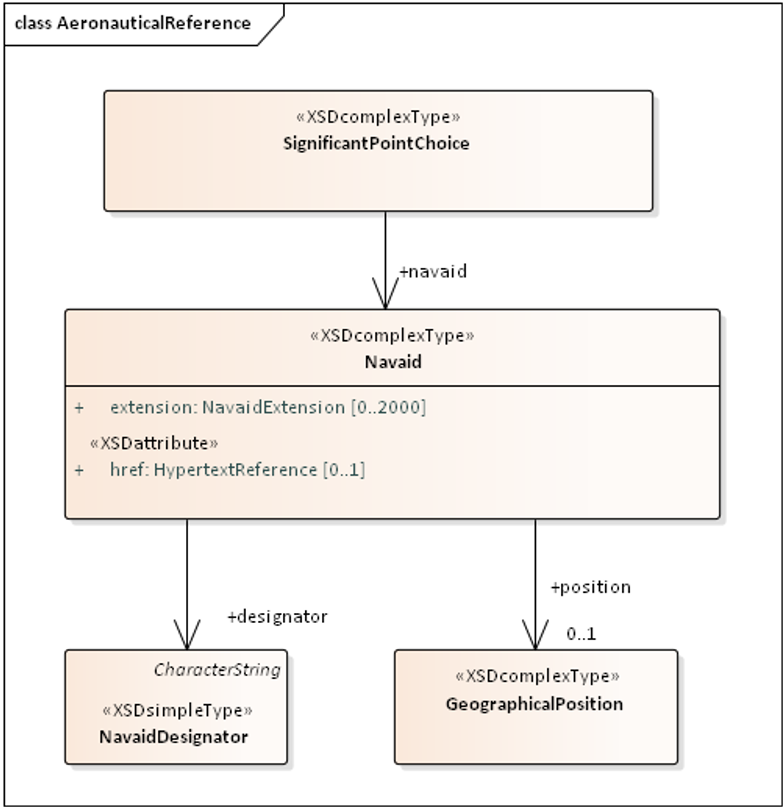 class AeronauticalReference
«XSDcomplexType»
SignificantPointChoice
+navaid
«XSDcomplexType»
Navaid
+ extension: NavaidExtension [0..2000]
«XSDattribute»
+ href: HypertextReference [0..1]
+designator
+position
0..1
CharacterString
«XSDsimpleType»
NavaidDesignator
«XSDcomplexType»
GeographicalPosition